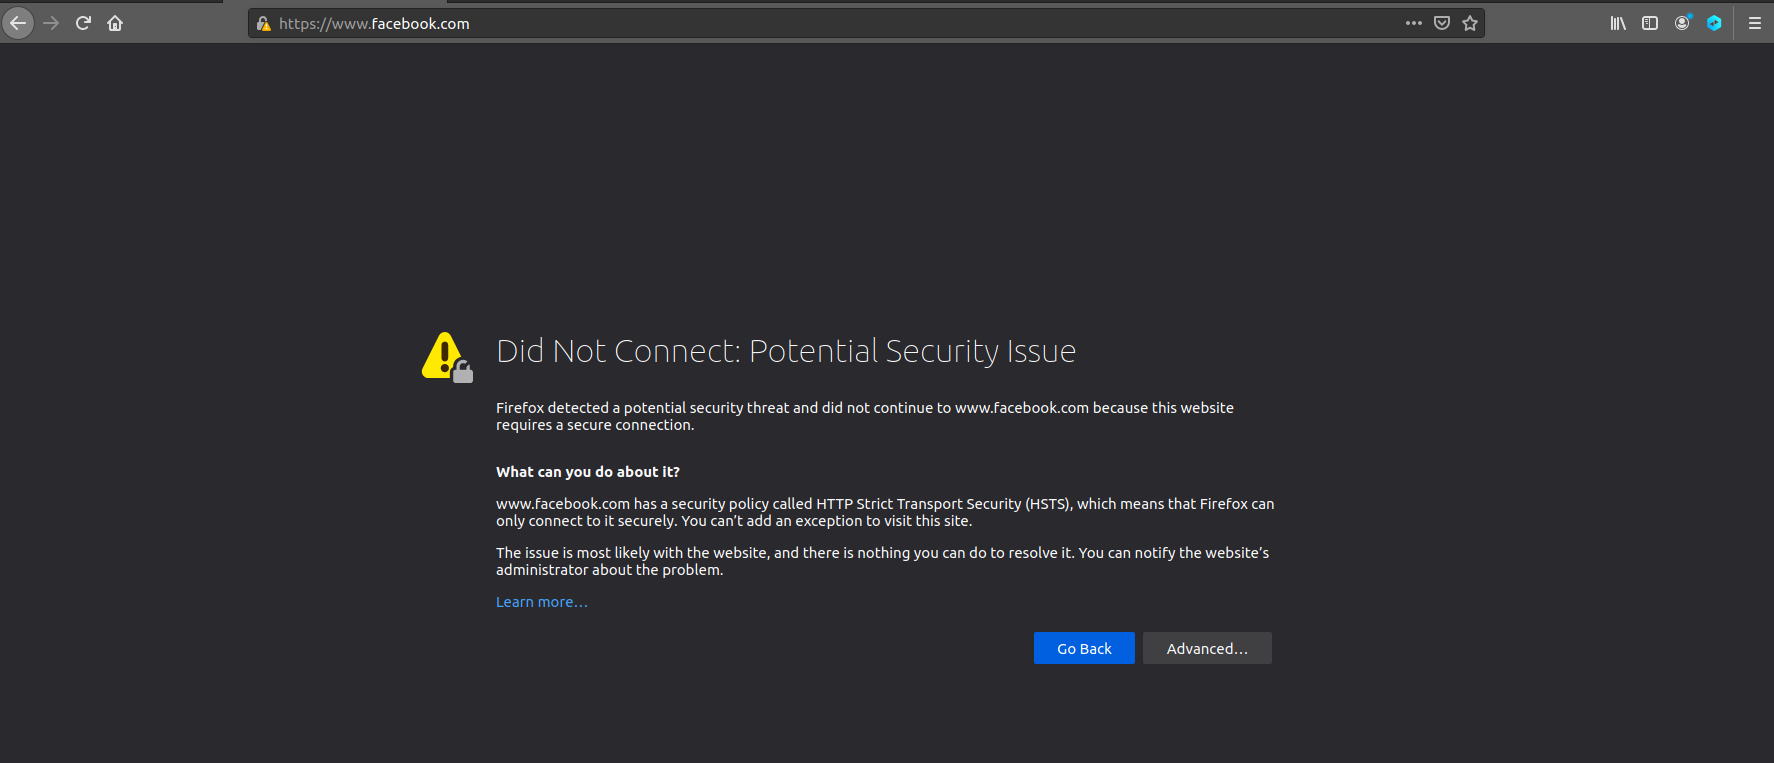 https://www.facebook.com
Did Not Connect: Potential Security Issue
Firefox detected a potential security threat and did not continue to www.facebook.com because this website
requires a secure connection.
What can you do about it?
www.facebook.com has a security policy called HTTP Strict Transport Security (HSTS), which means that Firefox can
only connect to it securely. You can’t add an exception to visit this site.
The issue is most likely with the website, and there is nothing you can do to resolve it. You can notify the website’s
administrator about the problem.
Learn more…
Go Back
Advanced…